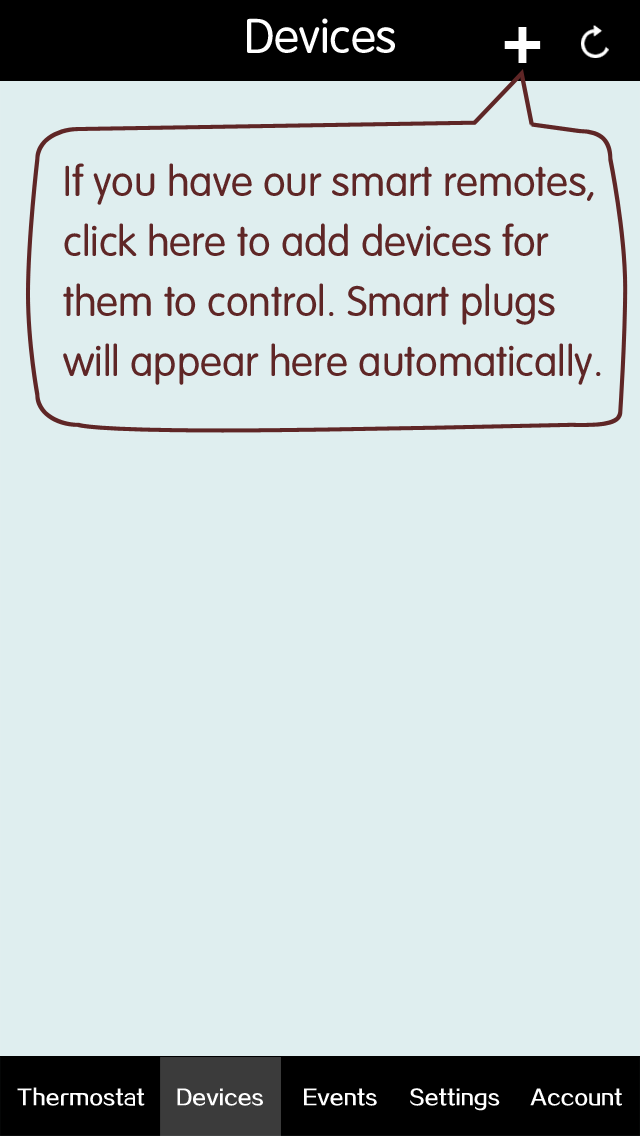 Devices
If you have our smart remotes,
click here to add devices for
them to control. Smart plugs
will appear here automatically.
Thermostat Devices Events Settings Account